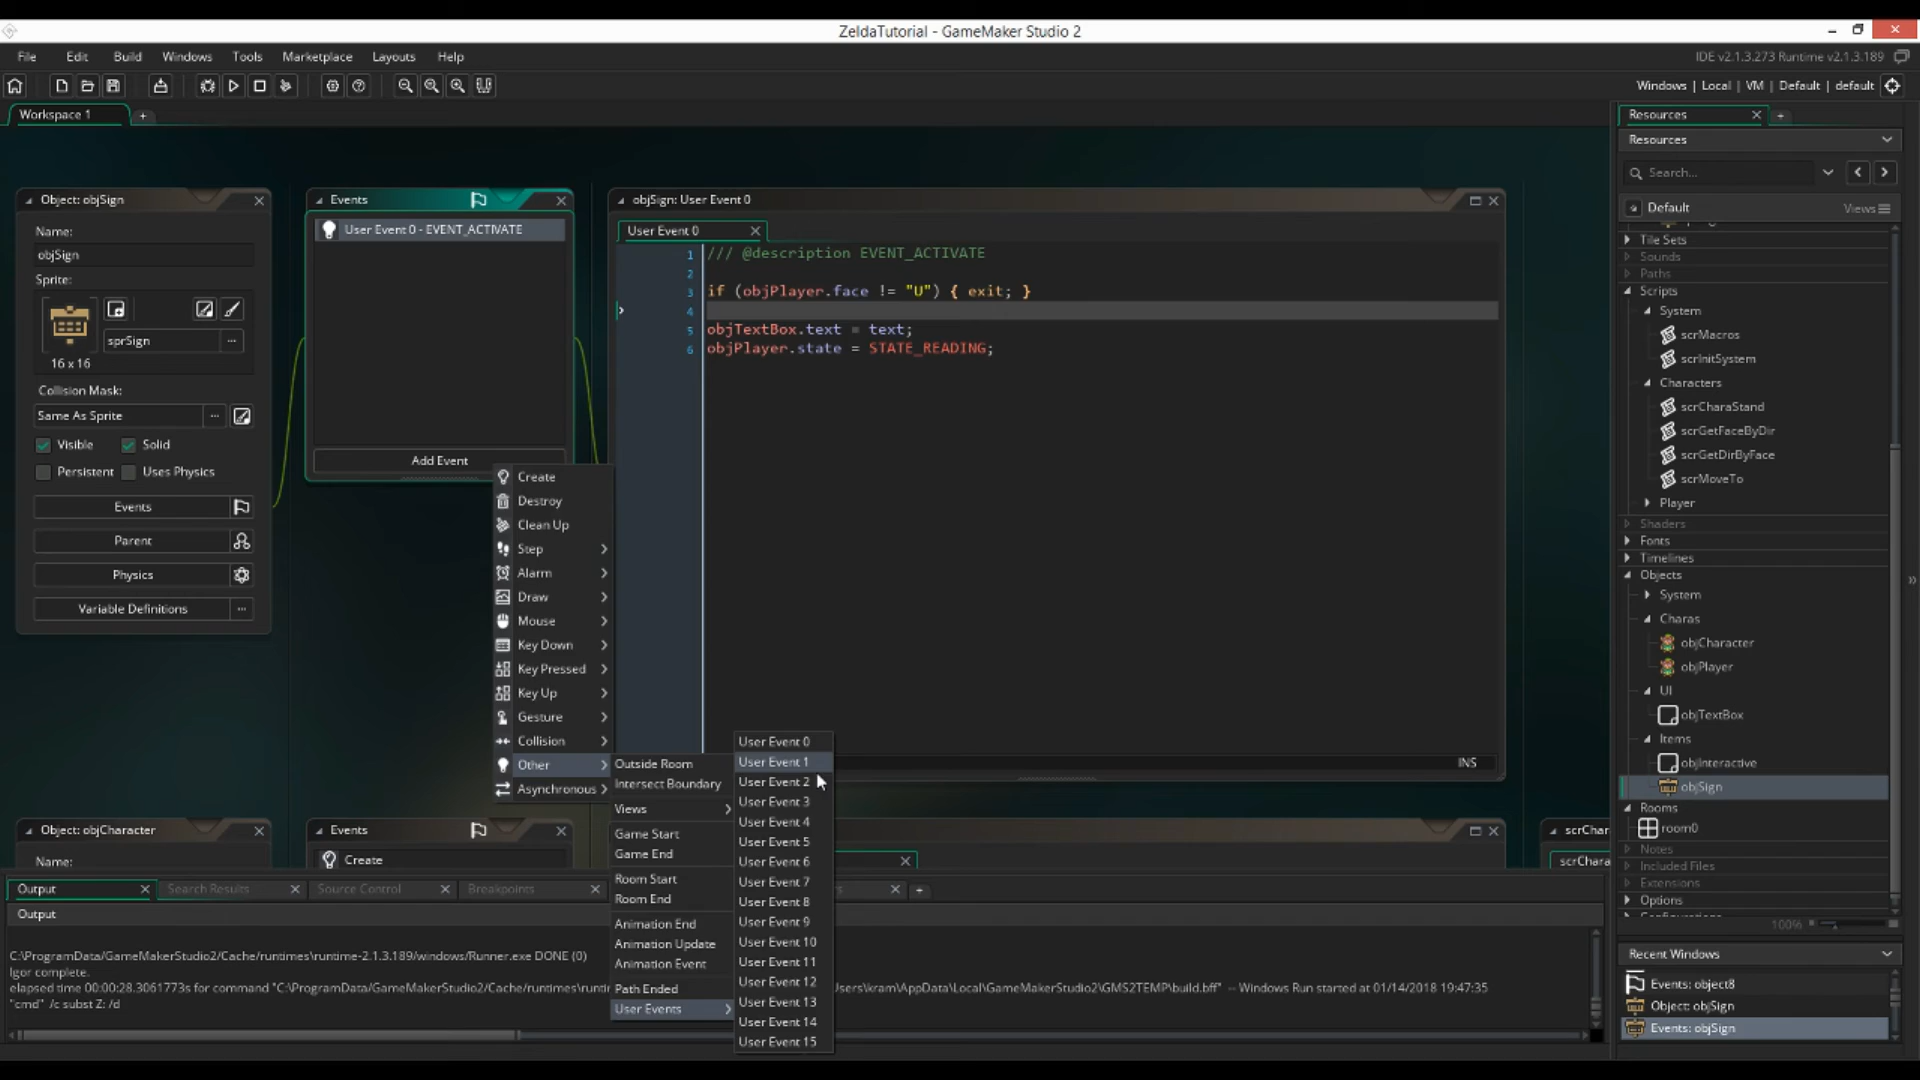 ZeldaTutorial - GameMaker Studio 2
File Edit Build Windows Tools Marketplace Layouts Help
IDE v2.1.3.273 Runtime v2.1.3.189
Windows | Local | VM | Default | default
Workspace 1
Object: objSign
Name:
objSign
Sprite:
sprSign
16 x 16
Collision Mask:
Same As Sprite
Visible Solid
Persistent Uses Physics
Events
Parent
Physics
Variable Definitions
Events
User Event 0 - EVENT_ACTIVATE
Add Event
objSign: User Event 0
User Event 0
1 /// @description EVENT_ACTIVATE
2
3 if (objPlayer.face != "U") { exit; }
4
5 objTextBox.text = text;
6 objPlayer.state = STATE_READING;
INS
Create
Destroy
Clean Up
Step
Alarm
Draw
Mouse
Key Down
Key Pressed
Key Up
Gesture
Collision
Other
Asynchronous
Outside Room
Intersect Boundary
Views
Game Start
Game End
Room Start
Room End
Animation End
Animation Update
Animation Event
Path Ended
User Events
User Event 0
User Event 1
User Event 2
User Event 3
User Event 4
User Event 5
User Event 6
User Event 7
User Event 8
User Event 9
User Event 10
User Event 11
User Event 12
User Event 13
User Event 14
User Event 15
Object: objCharacter
Name:
Events
Create
scrChar
scrChara
Output Search Results Source Control Breakpoints
Output
C:\ProgramData/GameMakerStudio2/Cache/runtimes\runtime-2.1.3.189/windows/Runner.exe DONE (0)
Igor complete.
elapsed time 00:00:28.3061773s for command "C:\ProgramData/GameMakerStudio2/Cache/runtimes\runti
sers\kram\AppData\Local\GameMakerStudio2\GMS2TEMP\build.bff" -- Windows Run started at 01/14/2018 19:47:35
"cmd" /c subst Z: /d
Resources
Resources
Search...
Default
Views
Tile Sets
Sounds
Paths
Scripts
System
scrMacros
scrInitSystem
Characters
scrCharaStand
scrGetFaceByDir
scrGetDirByFace
scrMoveTo
Player
Shaders
Fonts
Timelines
Objects
System
Charas
objCharacter
objPlayer
UI
objTextBox
Items
objInteractive
objSign
Rooms
room0
Notes
Included Files
Extensions
Options
100%
Recent Windows
Events: object8
Object: objSign
Events: objSign